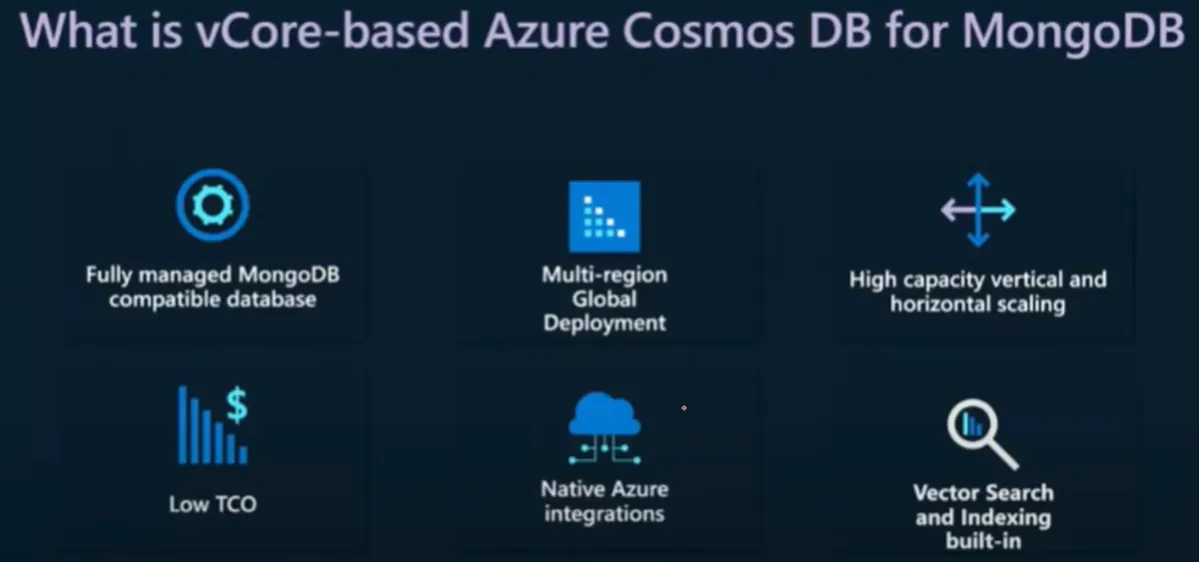 What is vCore-based Azure Cosmos DB for MongoDB
Fully managed MongoDB
compatible database
Multi-region
Global
Deployment
High capacity vertical and
horizontal scaling
$
Low TCO
Native Azure
integrations
Vector Search
and Indexing
built-in